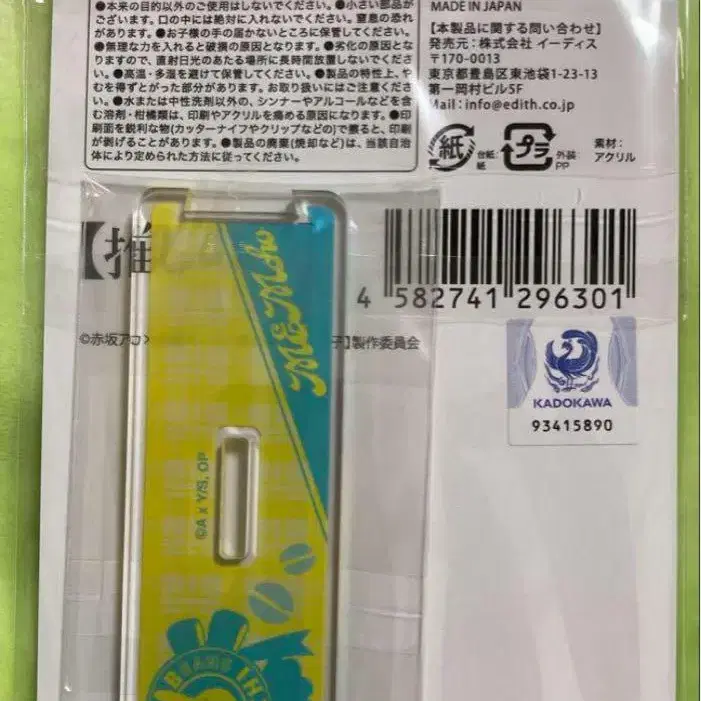 ●本来の目的以外のご使用はしないでください。●小さい部品が
ございます。口の中には絶対に入れないでください。窒息の恐れ
があります。●お子様の手の届かないところに保管してください。
●無理な力を入れると破損の原因となります。●劣化の原因とな
りますので、直射日光のあたる場所に長時間放置しないでくださ
い。●高温・多湿を避けて保管してください。●製品の特性上、や
むを得ずとがった部分があります。お取り扱いにはご注意くださ
い。●水または中性洗剤以外の、シンナーやアルコールなどを含
む溶剤・柑橘類は、印刷やアクリルを痛める原因になります。●印
刷面を鋭利な物(カッターナイフやクリップなどの)で擦ると、印刷
が剥げることがあります。●製品の廃棄(焼却など)は、当該自治
体により定められた方法に従ってください。
MADE IN JAPAN
【本製品に関する問い合わせ】
発売元:株式会社 イーディス
〒170-0013
東京都豊島区東池袋1-23-13
第一岡村ビル5F
Mail:info@edith.co.jp
紙
台紙:
紙
プラ
外装:
PP
素材:
アクリル
【推
4 582741 296301
©赤坂アカ×
子】製作委員会
KADOKAWA
93415890
MEMcho
©A x Y/S, OP
BEAMS IN